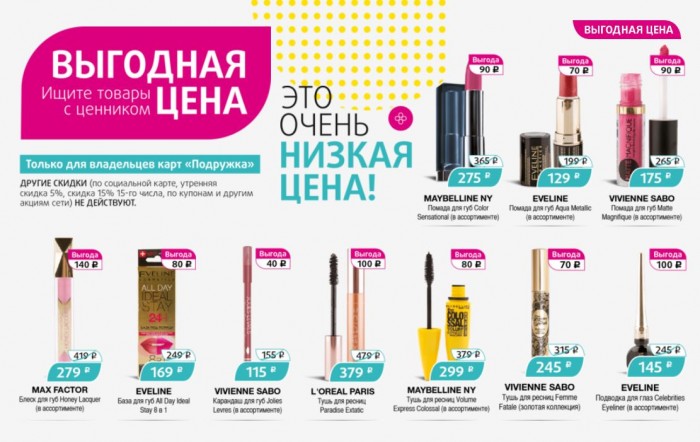 ВЫГОДНАЯ
Ищите товары
с ценником
ЦЕНА
ВЫГОДНАЯ ЦЕНА
ЭТО
ОЧЕНЬ
НИЗКАЯ
ЦЕНА!
Только для владельцев карт «Подружка»
ДРУГИЕ СКИДКИ (по социальной карте, утренняя
скидка 5%, скидка 15% 15-го числа, по купонам и другим
акциям сети) НЕ ДЕЙСТВУЮТ.
Выгода
90 ₽
365 ₽
275 ₽
MAYBELLINE NY
Помада для губ Color
Sensational (в ассортименте)
Выгода
70 ₽
EVELINE
199 ₽
129 ₽
EVELINE
Помада для губ Aqua Metallic
(в ассортименте)
Выгода
90 ₽
265 ₽
175 ₽
VIVIENNE SABO
Помада для губ Matte
Magnifique (в ассортименте)
Выгода
140 ₽
419 ₽
279 ₽
MAX FACTOR
Блеск для губ Honey Lacquer
(в ассортименте)
Выгода
80 ₽
EVELINE
ALL DAY
IDEAL
STAY
24
249 ₽
169 ₽
EVELINE
База для губ All Day Ideal
Stay 8 в 1
Выгода
40 ₽
155 ₽
115 ₽
VIVIENNE SABO
Карандаш для губ Jolies
Levres (в ассортименте)
Выгода
100 ₽
479 ₽
379 ₽
L'OREAL PARIS
Тушь для ресниц
Paradise Extatic
Выгода
80 ₽
379 ₽
299 ₽
MAYBELLINE NY
Тушь для ресниц Volume
Express Colossal (в ассортименте)
Выгода
70 ₽
315 ₽
245 ₽
VIVIENNE SABO
Тушь для ресниц Femme
Fatale (золотая коллекция)
Выгода
100 ₽
245 ₽
145 ₽
EVELINE
Подводка для глаз Celebrities
Eyeliner (в ассортименте)